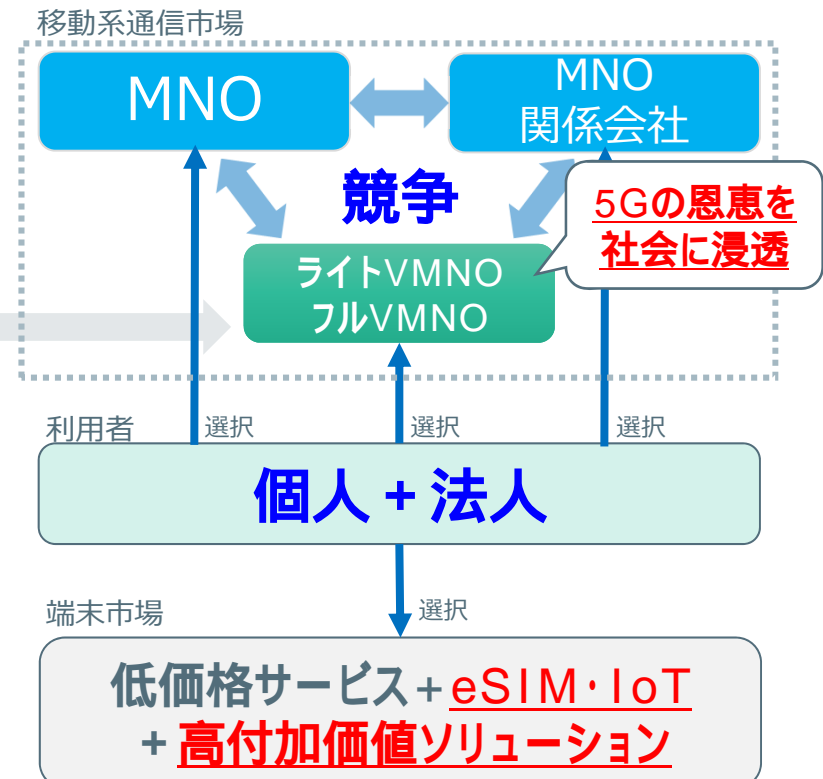 移動系通信市場
MNO
MNO
関係会社
競争
5Gの恩恵を
社会に浸透
ライトVMNO
フルVMNO
利用者
選択
選択
選択
個人+法人
端末市場
選択
低価格サービス+eSIM・IoT
+高付加価値ソリューション